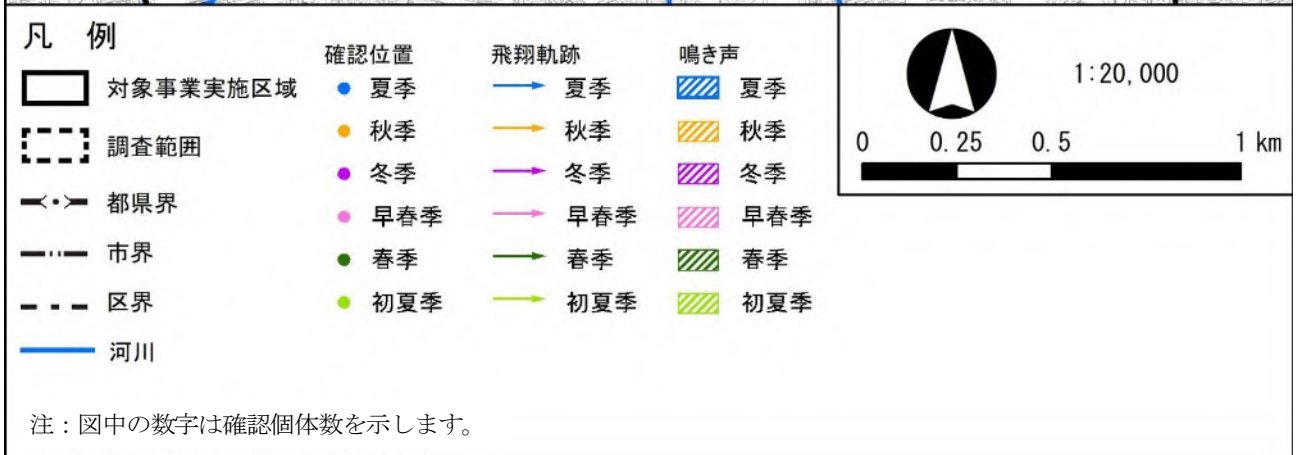 凡 例
対象事業実施区域
調査範囲
都県界
市界
区界
河川
確認位置
夏季
秋季
冬季
早春季
春季
初夏季
飛翔軌跡
夏季
秋季
冬季
早春季
春季
初夏季
鳴き声
夏季
秋季
冬季
早春季
春季
初夏季
1:20,000
0 0.25 0.5 1 km
注：図中の数字は確認個体数を示します。